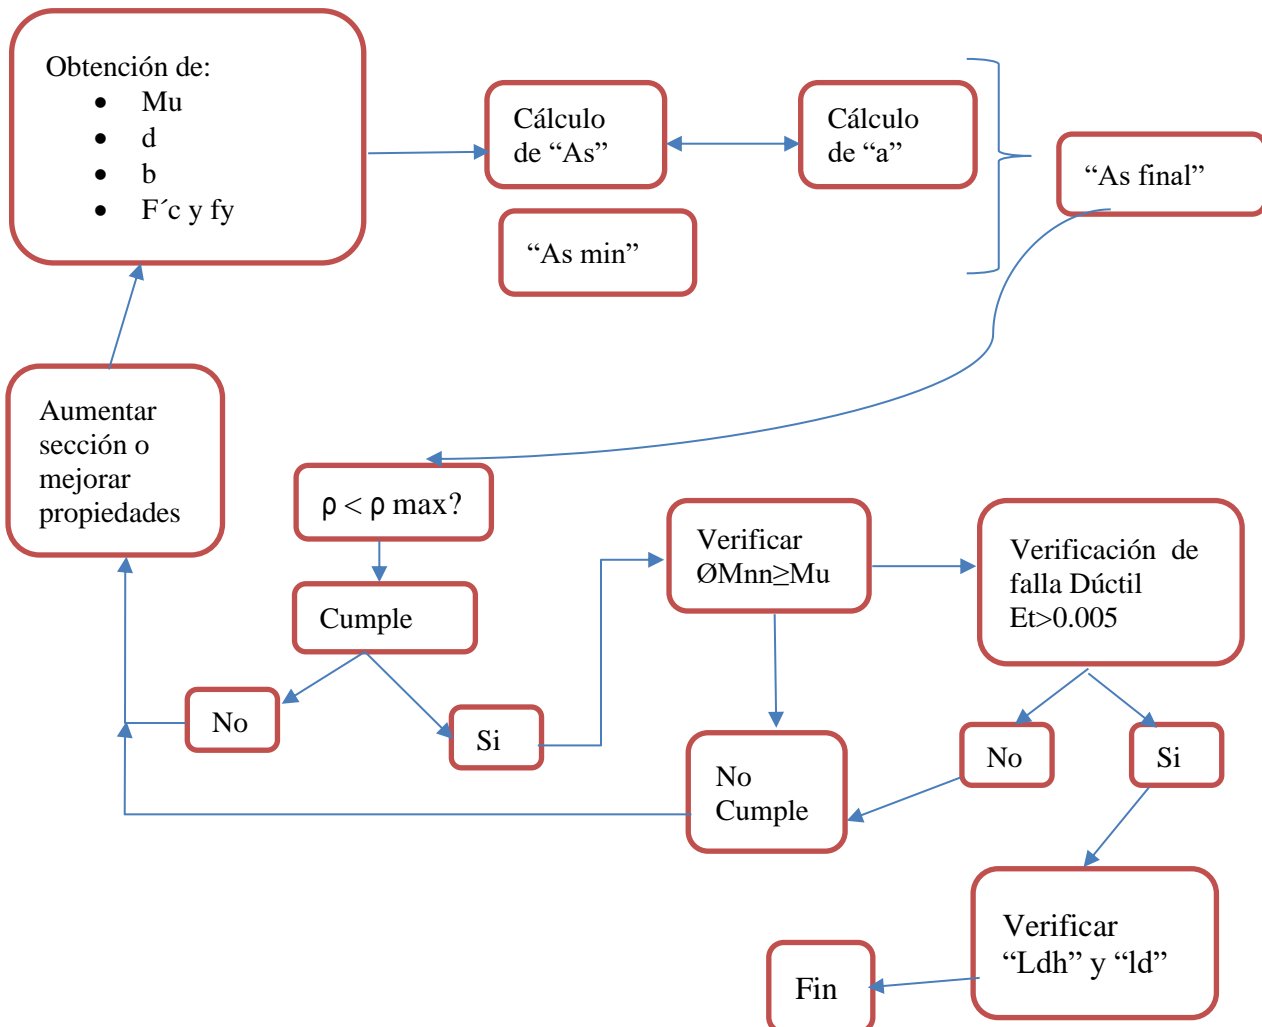 Obtención de:
• Mu
• d
• b
• F´c y fy
Cálculo
de “As”
Cálculo
de “a”
“As min”
“As final”
Aumentar
sección o
mejorar
propiedades
ρ < ρ max?
Cumple
No
Si
Verificar
ØMnn≥Mu
Verificación de
falla Dúctil
Et>0.005
No
Cumple
No
Si
Verificar
“Ldh” y “ld”
Fin